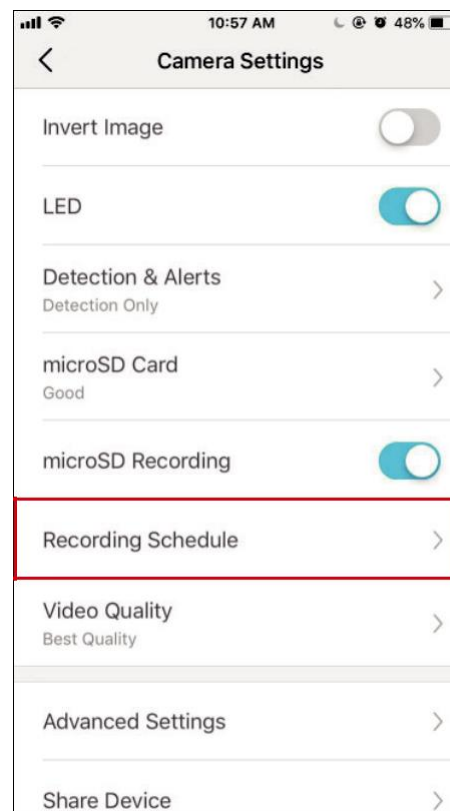 10:57 AM 48%
Camera Settings
Invert Image
LED
Detection & Alerts
Detection Only
microSD Card
Good
microSD Recording
Recording Schedule
Video Quality
Best Quality
Advanced Settings
Share Device